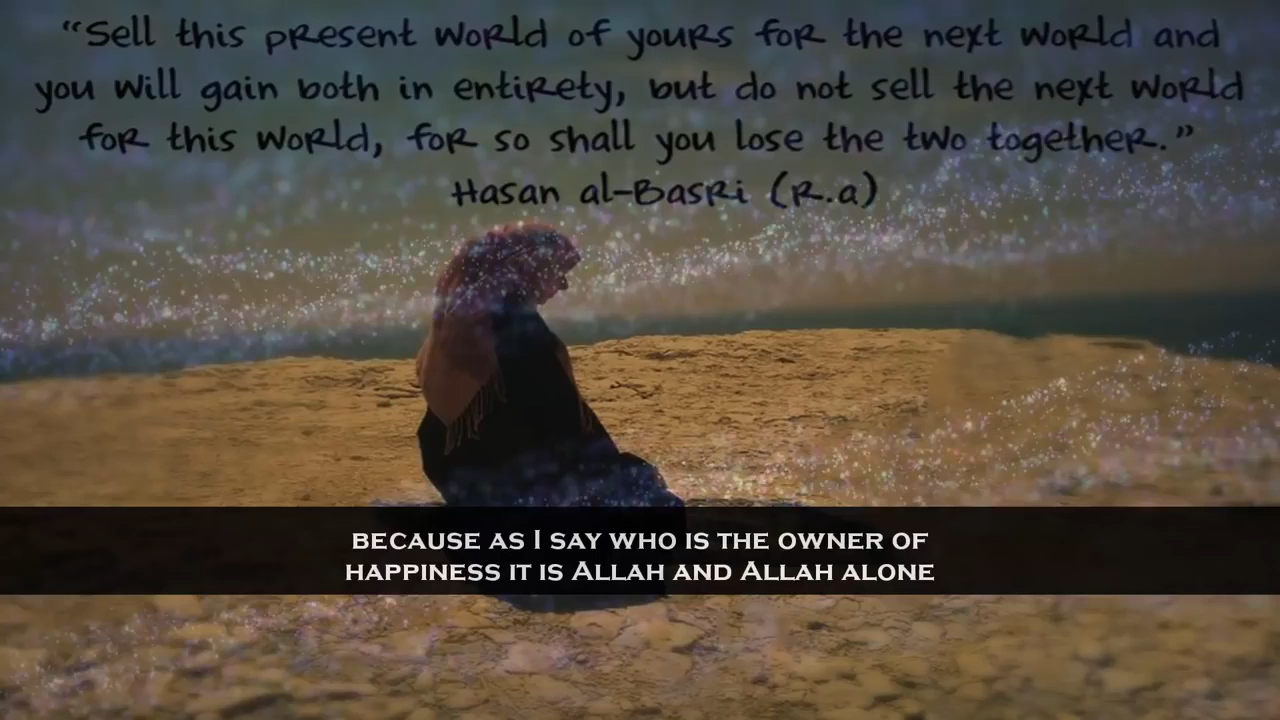 “Sell this present world of yours for the next world and
you will gain both in entirety, but do not sell the next world
for this world, for so shall you lose the two together.”
Hasan al-Basri (R.a)
BECAUSE AS I SAY WHO IS THE OWNER OF
HAPPINESS IT IS ALLAH AND ALLAH ALONE